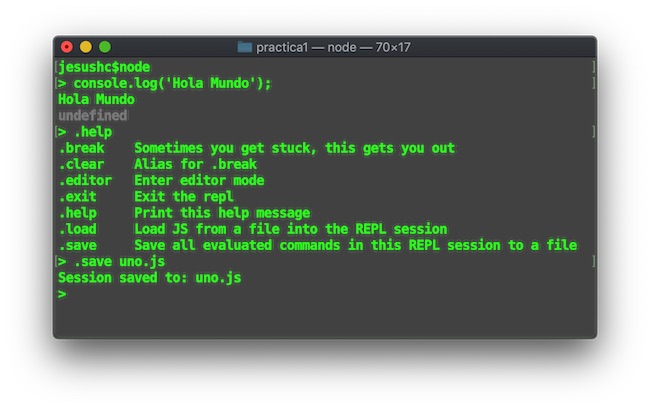 practica1 — node — 70×17
[jesushc$node ]
[> console.log('Hola Mundo'); ]
Hola Mundo
undefined
[> .help ]
.break    Sometimes you get stuck, this gets you out
.clear    Alias for .break
.editor   Enter editor mode
.exit     Exit the repl
.help     Print this help message
.load     Load JS from a file into the REPL session
.save     Save all evaluated commands in this REPL session to a file
[> .save uno.js ]
Session saved to: uno.js
>